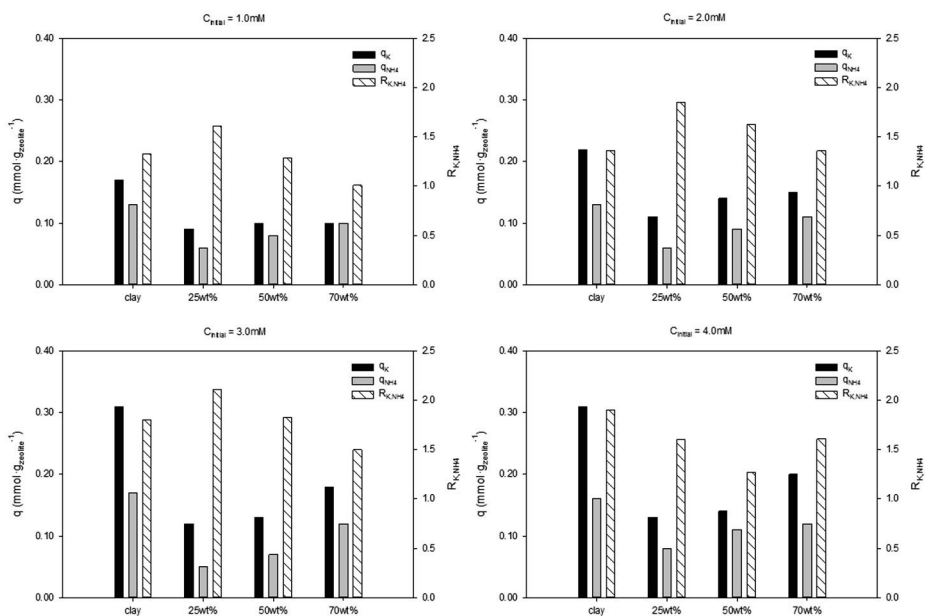 C_initial = 1.0mM
0.40
0.30
0.20
0.10
0.00
q (mmol·g_zeolite^-1)
2.5
2.0
1.5
1.0
0.5
0.0
R_K,NH4
q_K
q_NH4
R_K,NH4
clay 25wt% 50wt% 70wt%
C_initial = 2.0mM
0.40
0.30
0.20
0.10
0.00
q (mmol·g_zeolite^-1)
2.5
2.0
1.5
1.0
0.5
0.0
R_K,NH4
q_K
q_NH4
R_K,NH4
clay 25wt% 50wt% 70wt%
C_initial = 3.0mM
0.40
0.30
0.20
0.10
0.00
q (mmol·g_zeolite^-1)
2.5
2.0
1.5
1.0
0.5
0.0
R_K,NH4
q_K
q_NH4
R_K,NH4
clay 25wt% 50wt% 70wt%
C_initial = 4.0mM
0.40
0.30
0.20
0.10
0.00
q (mmol·g_zeolite^-1)
2.5
2.0
1.5
1.0
0.5
0.0
R_K,NH4
q_K
q_NH4
R_K,NH4
clay 25wt% 50wt% 70wt%